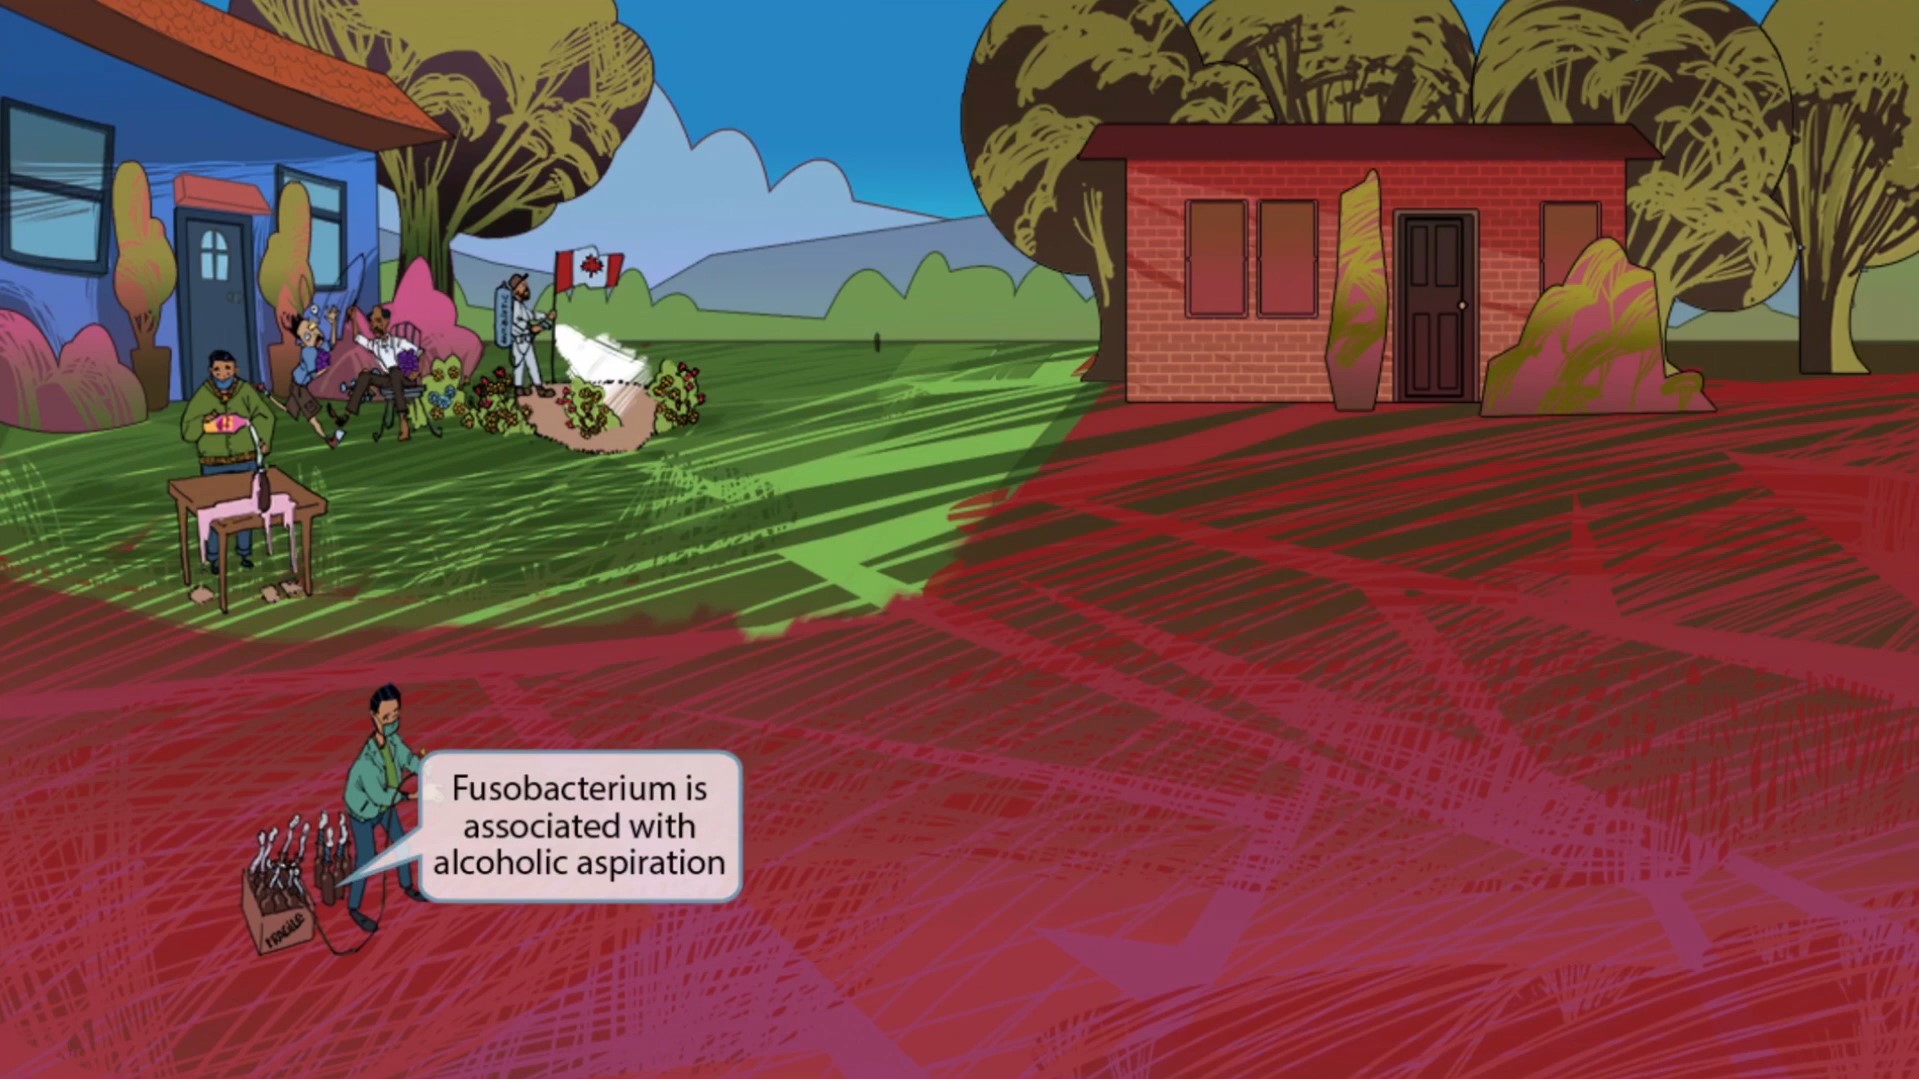 Fusobacterium is
associated with
alcoholic aspiration
FRAGILE